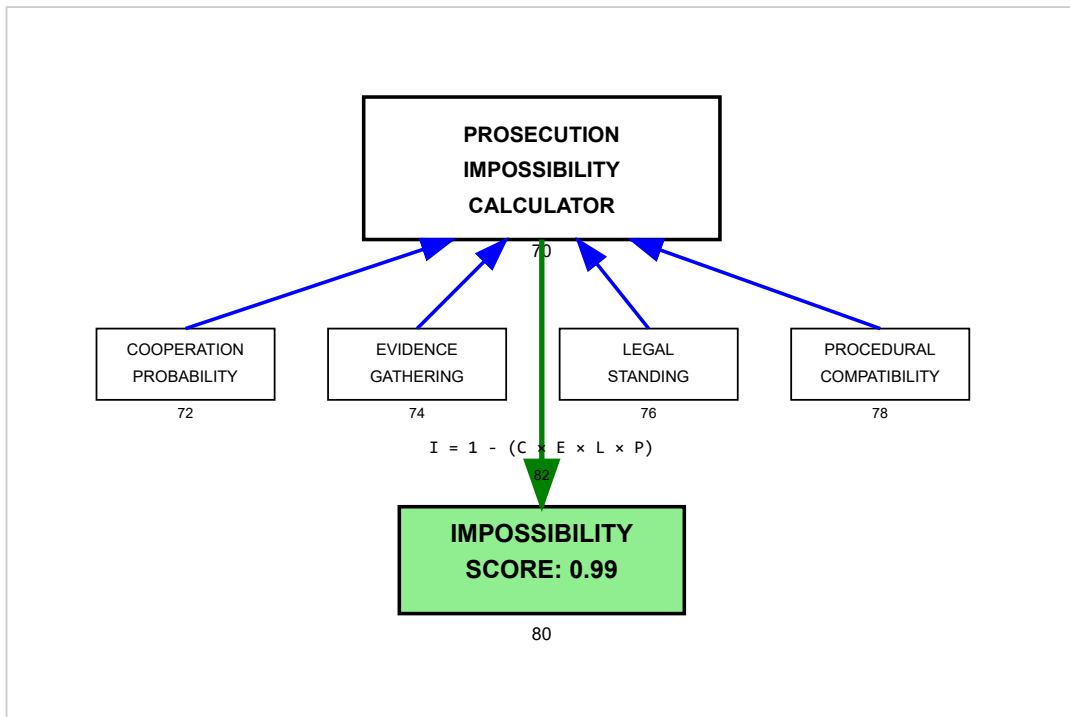 PROSECUTION
IMPOSSIBILITY
CALCULATOR
70
COOPERATION
PROBABILITY
72
EVIDENCE
GATHERING
74
LEGAL
STANDING
76
PROCEDURAL
COMPATIBILITY
78
I = 1 - (C × E × L × P)
82
IMPOSSIBILITY
SCORE: 0.99
80